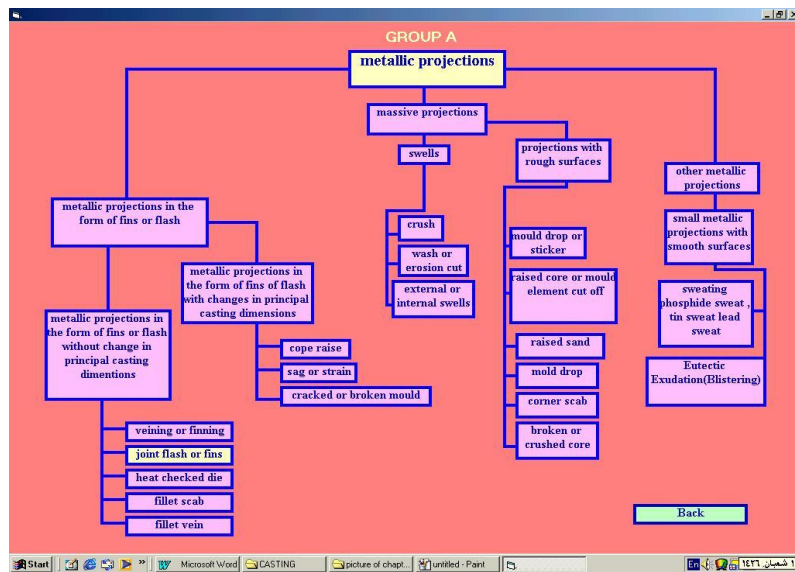 GROUP A
metallic projections
massive projections
swells
projections with
rough surfaces
other metallic
projections
metallic projections in the
form of fins or flash
small metallic
projections with
smooth surfaces
crush
wash or
erosion cut
external or
internal swells
mould drop or
sticker
raised core or mould
element cut off
metallic projections in
the form of fins of flash
with changes in principal
casting dimensions
sweating
phosphide sweat ,
tin sweat lead
sweat
metallic projections in
the form of fins or flash
without change in
principal casting
dimentions
cope raise
sag or strain
cracked or broken mould
raised sand
mold drop
corner scab
broken or
crushed core
Eutectic
Exudation(Blistering)
veining or finning
joint flash or fins
heat checked die
fillet scab
fillet vein
Back
Start
»
Microsoft Word
CASTING
picture of chapt...
untitled - Paint
En
١ شعبان, ١٤٢٦